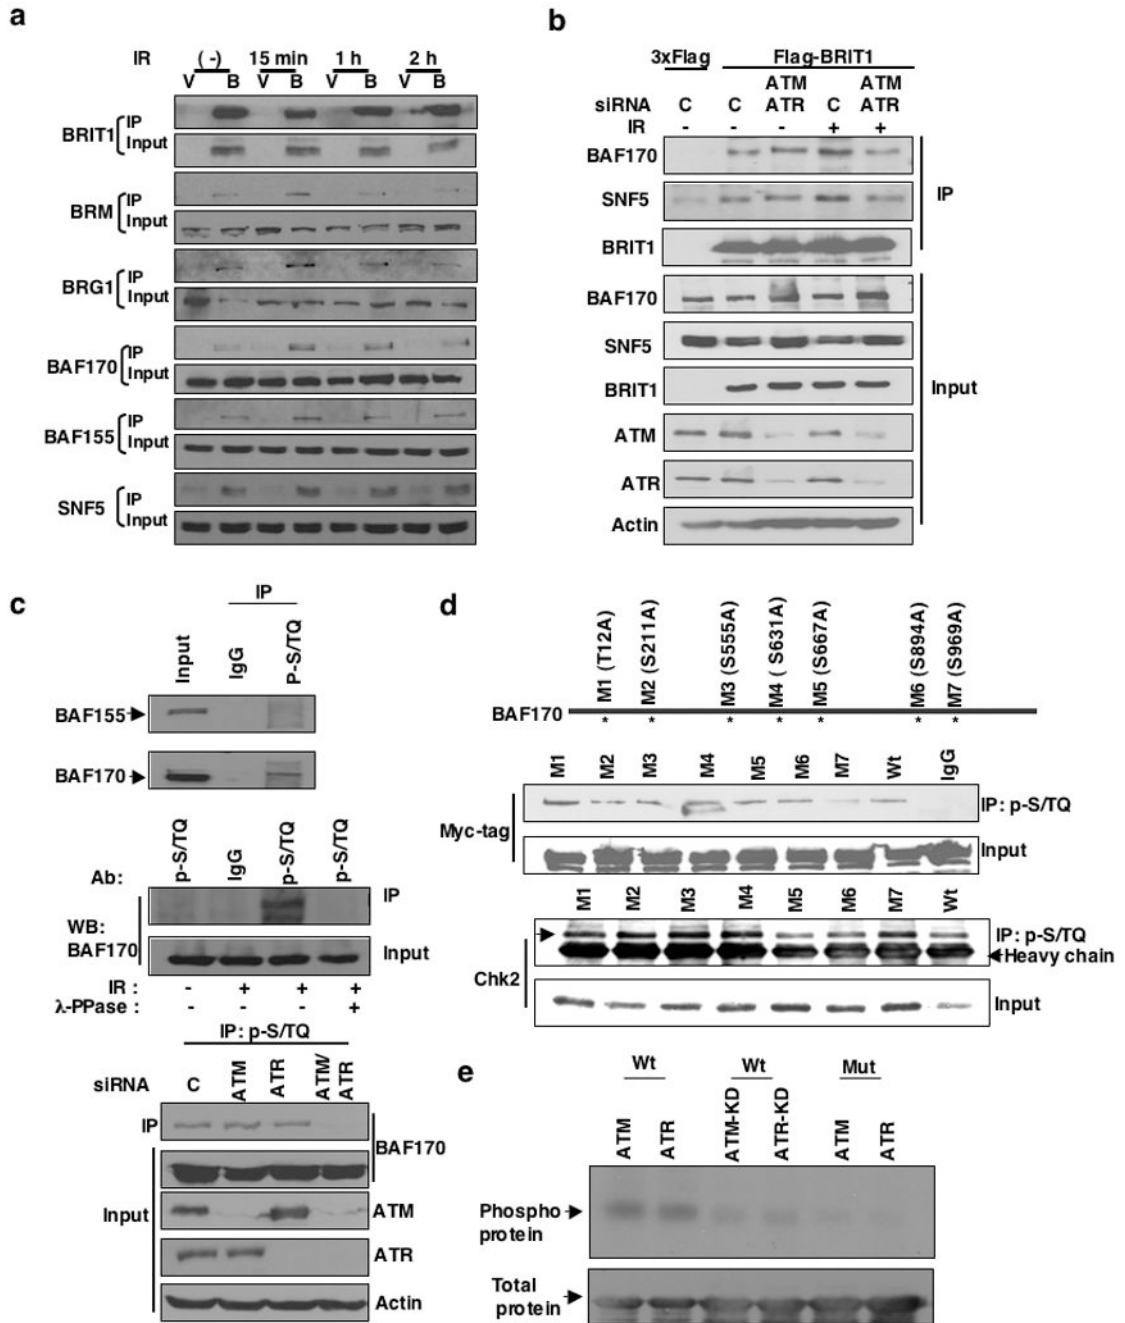 a
IR (-) 15 min 1 h 2 h
V B V B V B V B
BRIT1 IP
Input
BRM IP
Input
BRG1 IP
Input
BAF170 IP
Input
BAF155 IP
Input
SNF5 IP
Input
b
3xFlag Flag-BRIT1
ATM ATM
siRNA C C ATR C ATR
IR - - - + +
BAF170
SNF5
BRIT1
IP
BAF170
SNF5
BRIT1
ATM
ATR
Actin
Input
c
IP
Input IgG P-S/TQ
BAF155
BAF170
Ab: p-S/TQ IgG p-S/TQ p-S/TQ
WB:
BAF170
IP
Input
IR : - + + +
λ-PPase : - - - +
IP: p-S/TQ
siRNA C ATM ATR ATM/ ATR
IP
BAF170
Input
ATM
ATR
Actin
d
M1 (T12A) M2 (S211A) M3 (S555A) M4 ( S631A) M5 (S667A) M6 (S894A) M7 (S969A)
BAF170 * * * * * * *
M1 M2 M3 M4 M5 M6 M7 Wt IgG
Myc-tag
IP: p-S/TQ
Input
M1 M2 M3 M4 M5 M6 M7 Wt
Chk2
IP: p-S/TQ
Heavy chain
Input
e
Wt Wt Mut
ATM ATR ATM-KD ATR-KD ATM ATR
Phospho
protein
Total
protein